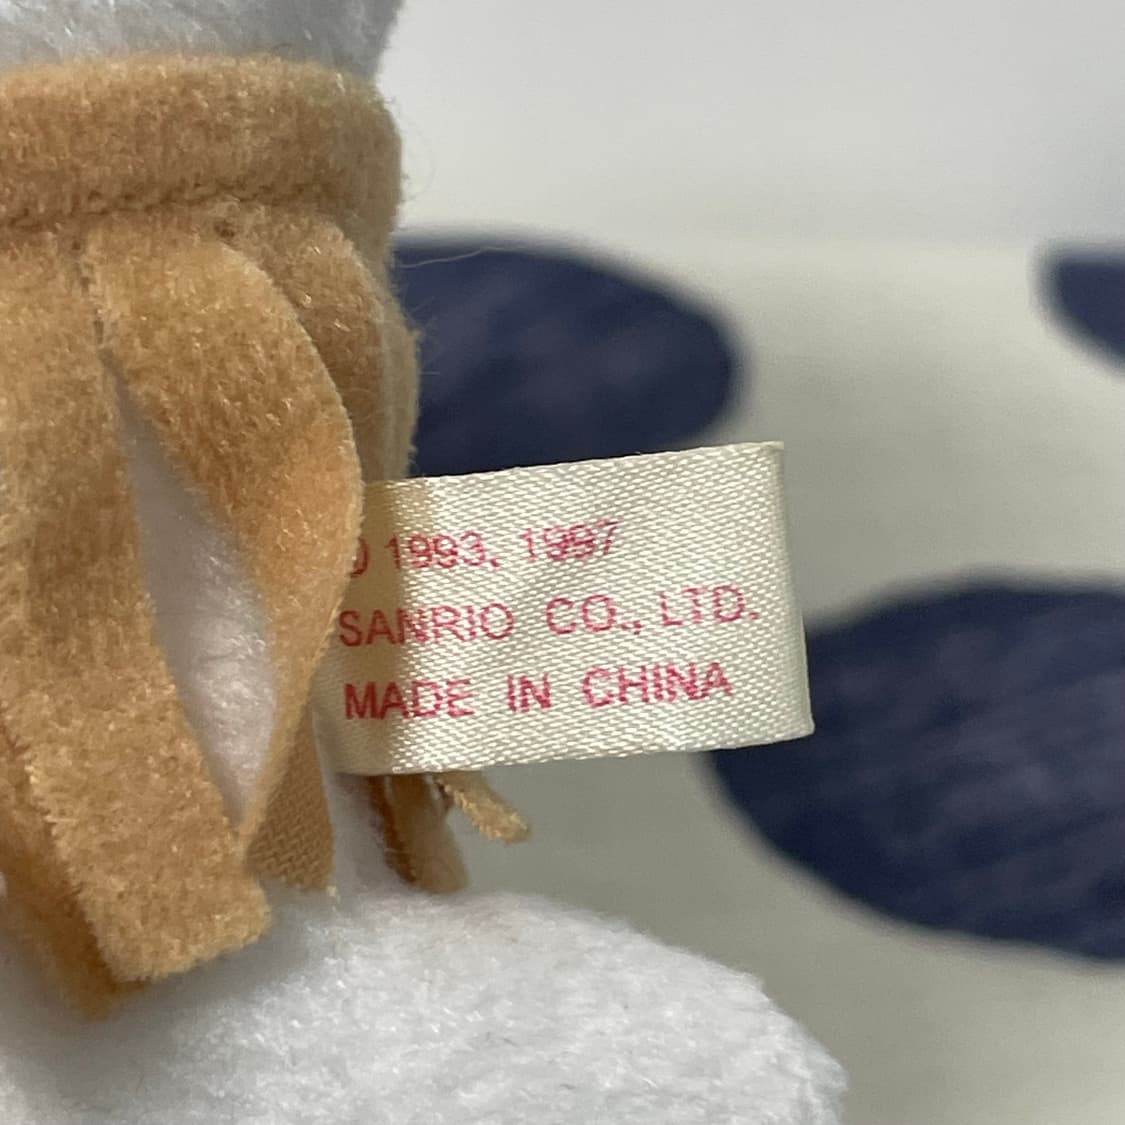 © 1993, 1997
SANRIO CO., LTD.
MADE IN CHINA